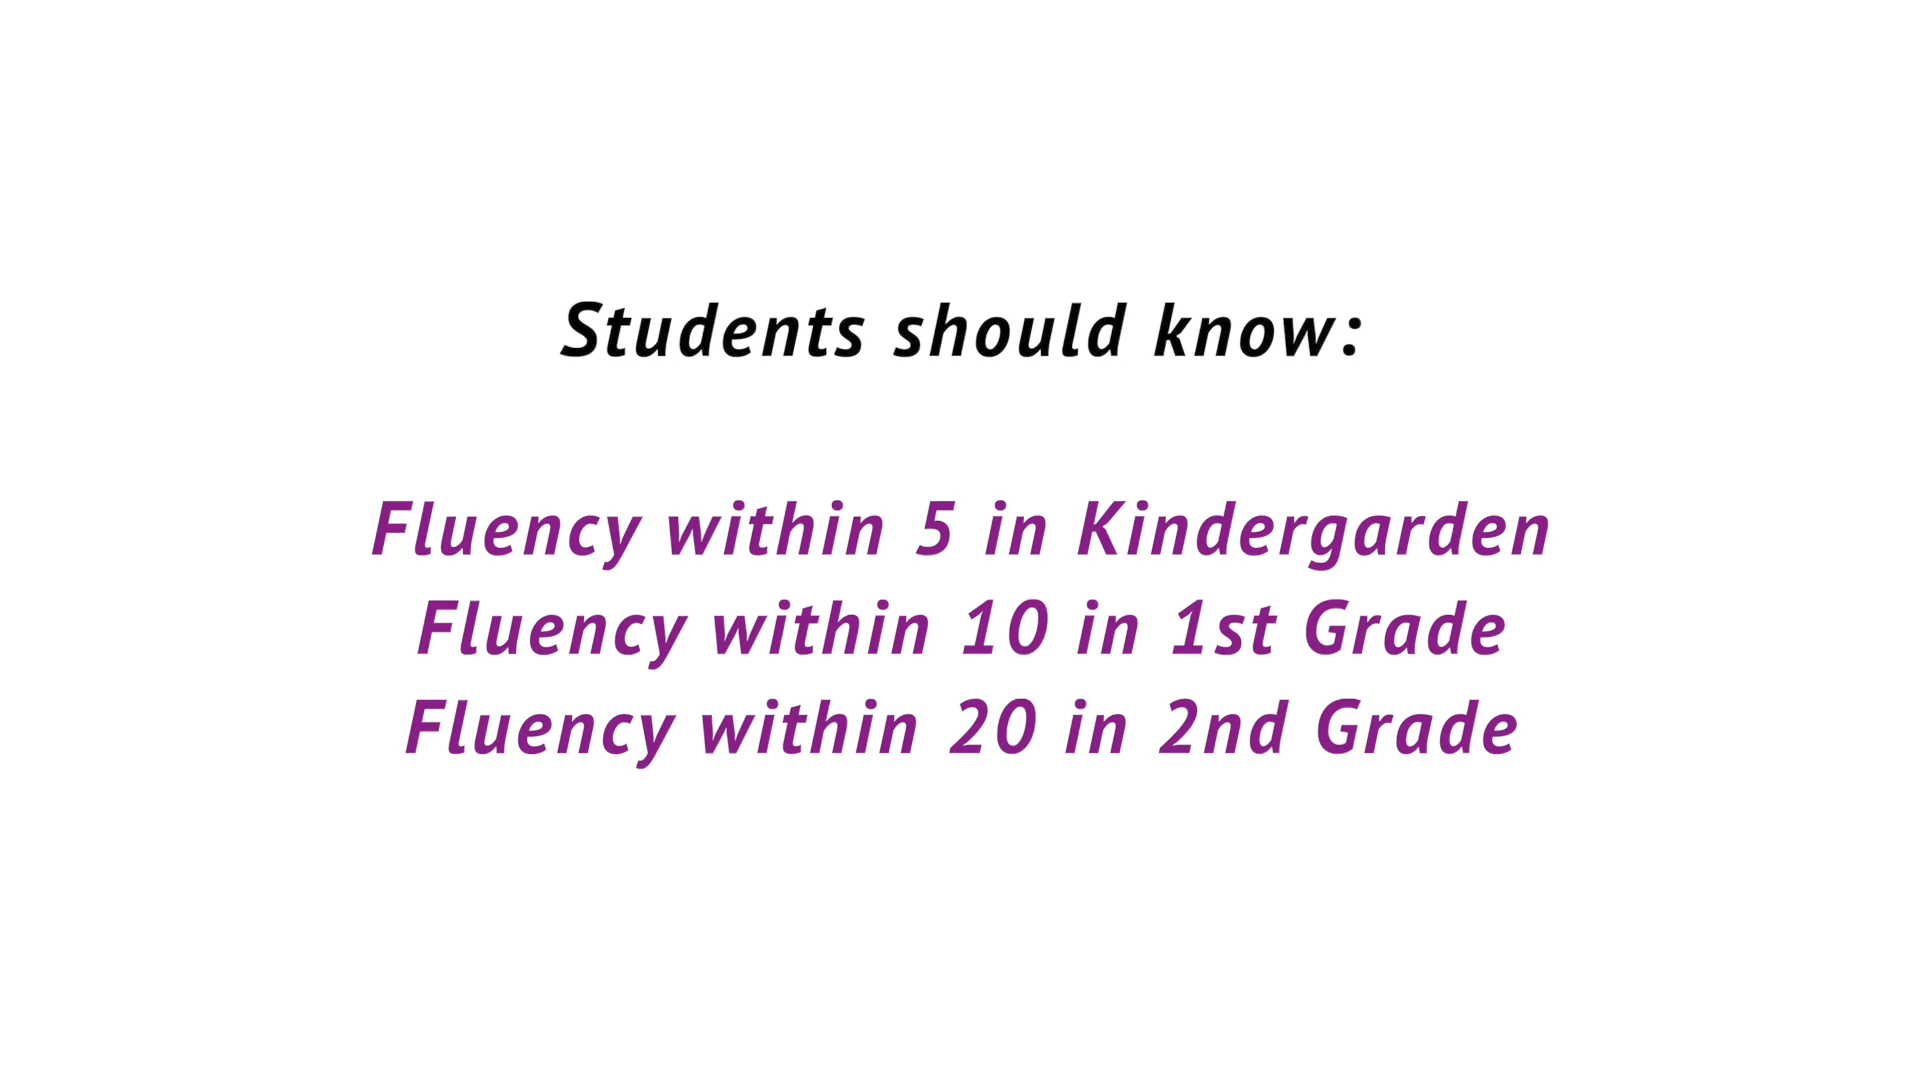 Students should know:
Fluency within 5 in Kindergarden
Fluency within 10 in 1st Grade
Fluency within 20 in 2nd Grade